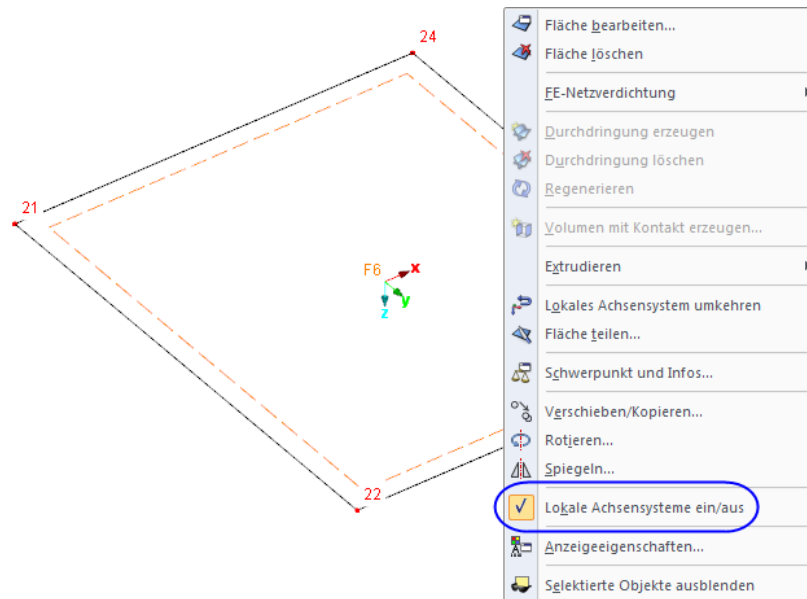 24
21
F6 x
y
z
22
Fläche bearbeiten...
Fläche löschen
FE-Netzverdichtung
Durchdringung erzeugen
Durchdringung löschen
Regenerieren
Volumen mit Kontakt erzeugen...
Extrudieren
Lokales Achsensystem umkehren
Fläche teilen...
Schwerpunkt und Infos...
Verschieben/Kopieren...
Rotieren...
Spiegeln...
Lokale Achsensysteme ein/aus
Anzeigeeigenschaften...
Selektierte Objekte ausblenden